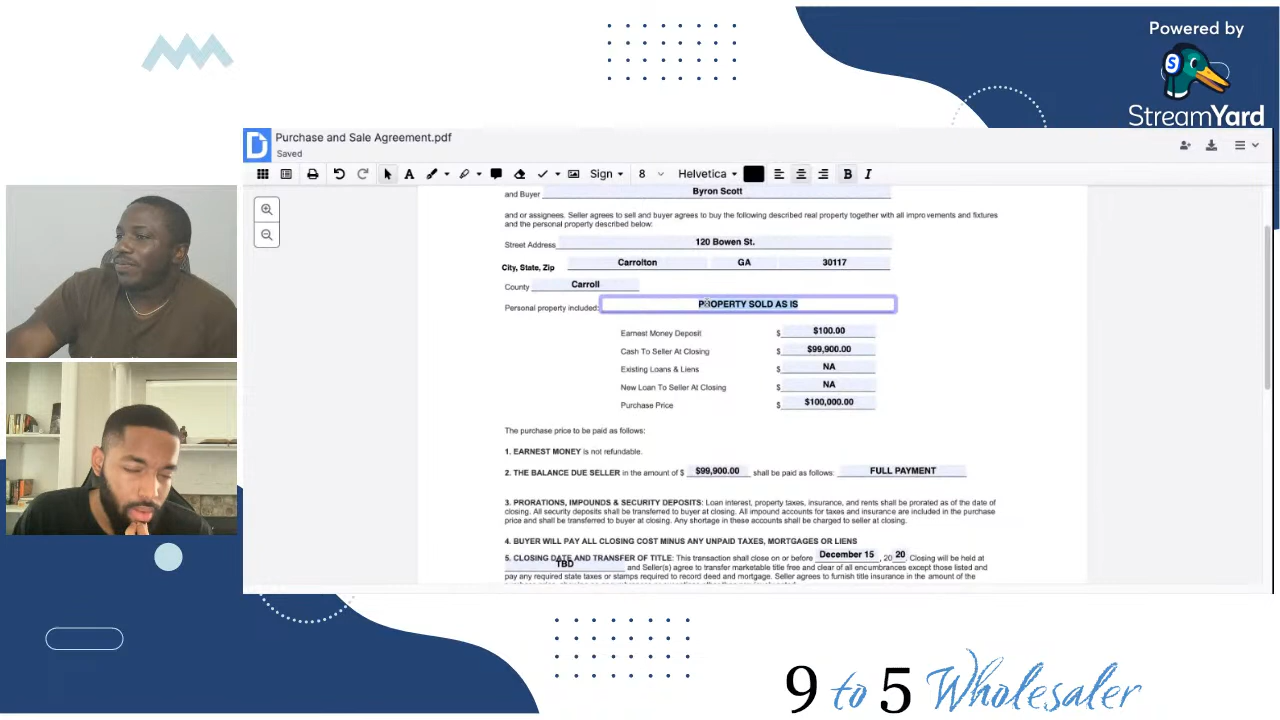 Powered by
S
StreamYard
Purchase and Sale Agreement.pdf
Saved
A Sign 8 Helvetica B I
and Buyer Byron Scott
and or assignees. Seller agrees to sell and buyer agrees to buy the following described real property together with all improvements and fixtures
and the personal property described below:
Street Address 120 Bowen St.
City, State, Zip Carrolton GA 30117
County Carroll
Personal property included: PROPERTY SOLD AS IS
Earnest Money Deposit $ $100.00
Cash To Seller At Closing $ $99,900.00
Existing Loans & Liens $ NA
New Loan To Seller At Closing $ NA
Purchase Price $ $100,000.00
The purchase price to be paid as follows:
1. EARNEST MONEY is not refundable.
2. THE BALANCE DUE SELLER in the amount of $ $99,900.00 shall be paid as follows: FULL PAYMENT
3. PRORATIONS, IMPOUNDS & SECURITY DEPOSITS: Loan interest, property taxes, insurance, and rents shall be prorated as of the date of
closing. All security deposits shall be transferred to buyer at closing. All impound accounts for taxes and insurance are included in the purchase
price and shall be transferred to buyer at closing. Any shortage in these accounts shall be charged to seller at closing.
4. BUYER WILL PAY ALL CLOSING COST MINUS ANY UNPAID TAXES, MORTGAGES OR LIENS
5. CLOSING DATE AND TRANSFER OF TITLE: This transaction shall close on or before December 15 , 20 20 . Closing will be held at
TBD and Seller(s) agree to transfer marketable title free and clear of all encumbrances except those listed and
pay any required state taxes or stamps required to record deed and mortgage. Seller agrees to furnish title insurance in the amount of the
9 to 5 Wholesaler